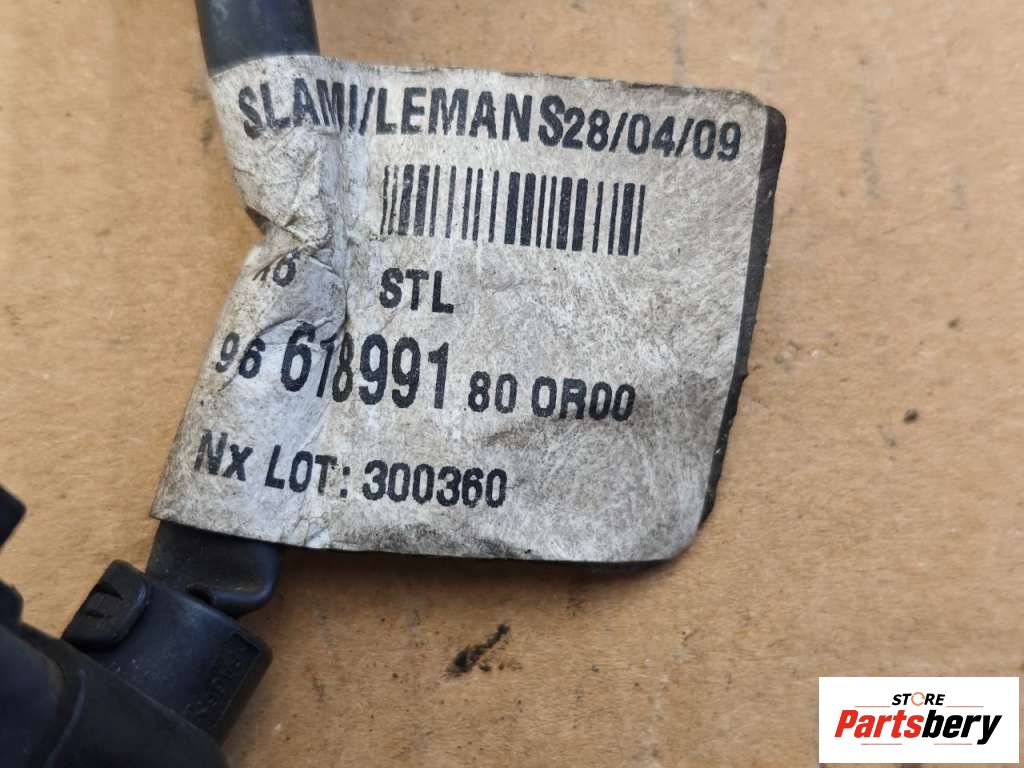 SLAMI/LEMANS28/04/09
STL
96 618991 80 0R00
Nx LOT: 300360
STORE
Partsbery